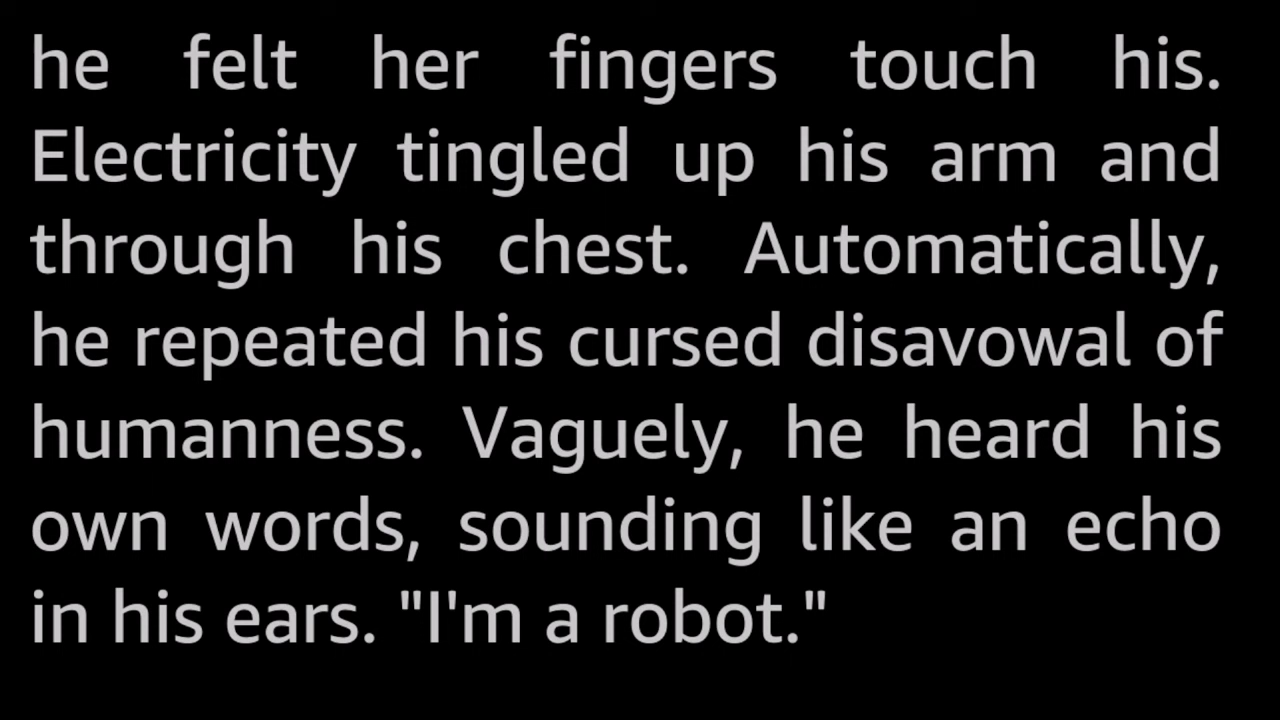 he felt her fingers touch his.
Electricity tingled up his arm and
through his chest. Automatically,
he repeated his cursed disavowal of
humanness. Vaguely, he heard his
own words, sounding like an echo
in his ears. "I'm a robot."